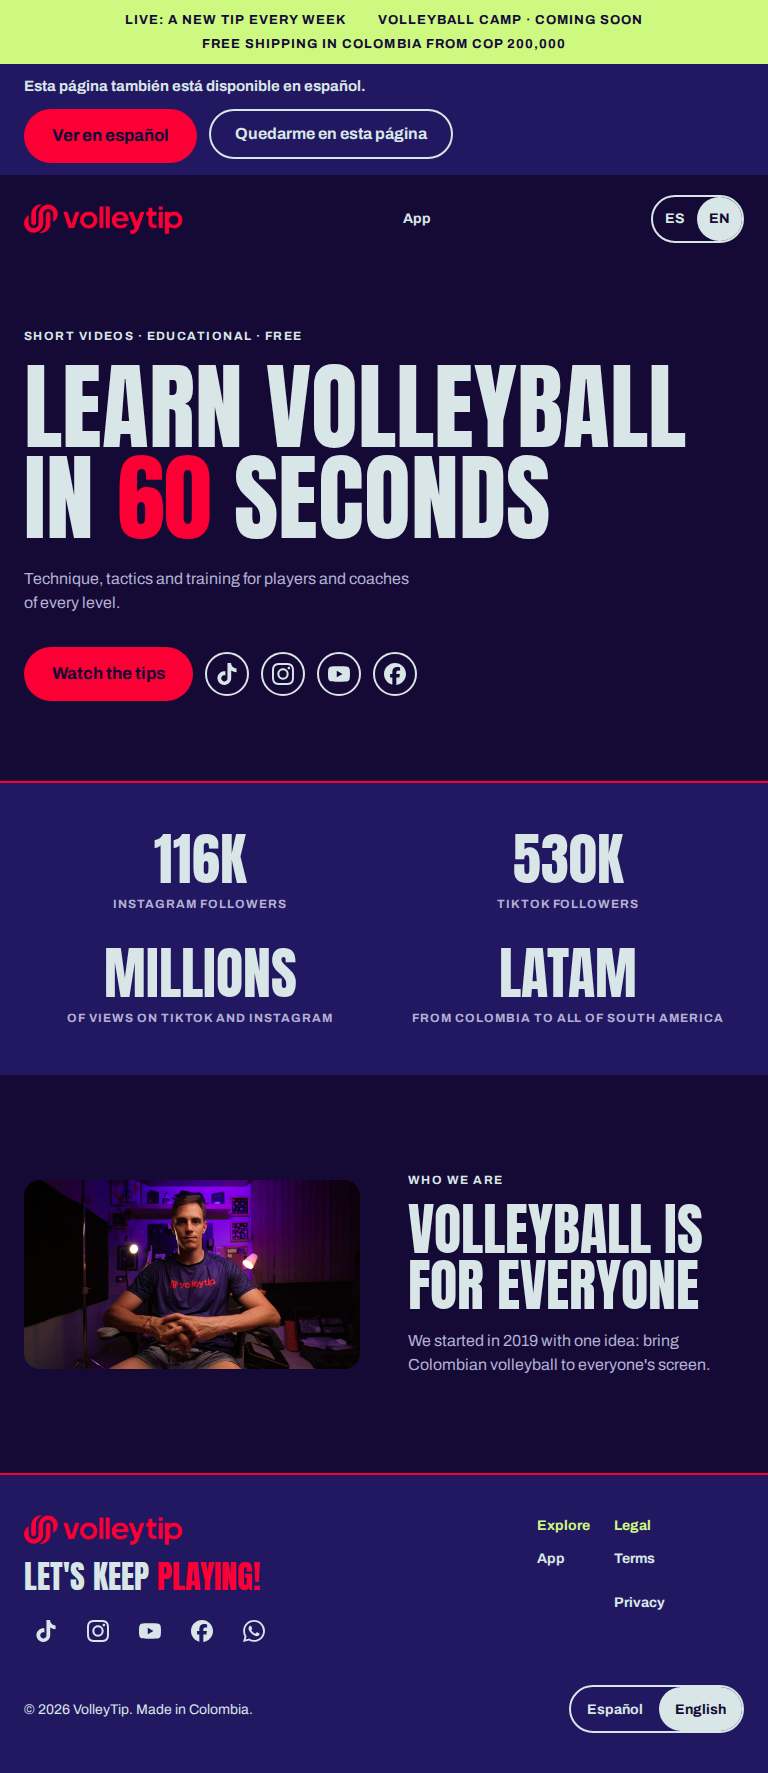 LIVE: A NEW TIP EVERY WEEK VOLLEYBALL CAMP · COMING SOON
FREE SHIPPING IN COLOMBIA FROM COP 200,000
Esta página también está disponible en español.
Ver en español Quedarme en esta página
volleytip App ES EN
SHORT VIDEOS · EDUCATIONAL · FREE
LEARN VOLLEYBALL
IN 60 SECONDS
Technique, tactics and training for players and coaches
of every level.
Watch the tips
116K 530K
INSTAGRAM FOLLOWERS TIKTOK FOLLOWERS
MILLIONS LATAM
OF VIEWS ON TIKTOK AND INSTAGRAM FROM COLOMBIA TO ALL OF SOUTH AMERICA
volleytip
WHO WE ARE
VOLLEYBALL IS
FOR EVERYONE
We started in 2019 with one idea: bring
Colombian volleyball to everyone's screen.
volleytip
LET'S KEEP PLAYING!
Explore Legal
App Terms
Privacy
© 2026 VolleyTip. Made in Colombia. Español English